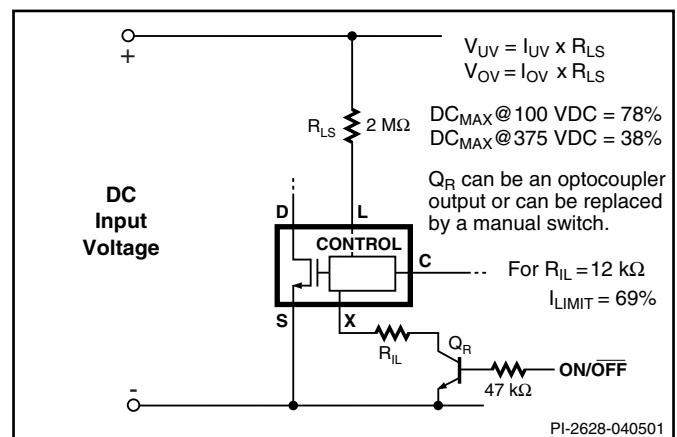 +
V_UV = I_UV x R_LS
V_OV = I_OV x R_LS
R_LS 2 MΩ
DC_MAX@100 VDC = 78%
DC_MAX@375 VDC = 38%
Q_R can be an optocoupler
output or can be replaced
by a manual switch.
DC
Input
Voltage
D L
CONTROL
C
For R_IL = 12 kΩ
I_LIMIT = 69%
S X
R_IL
Q_R
47 kΩ
ON/O̅F̅F̅
-
PI-2628-040501